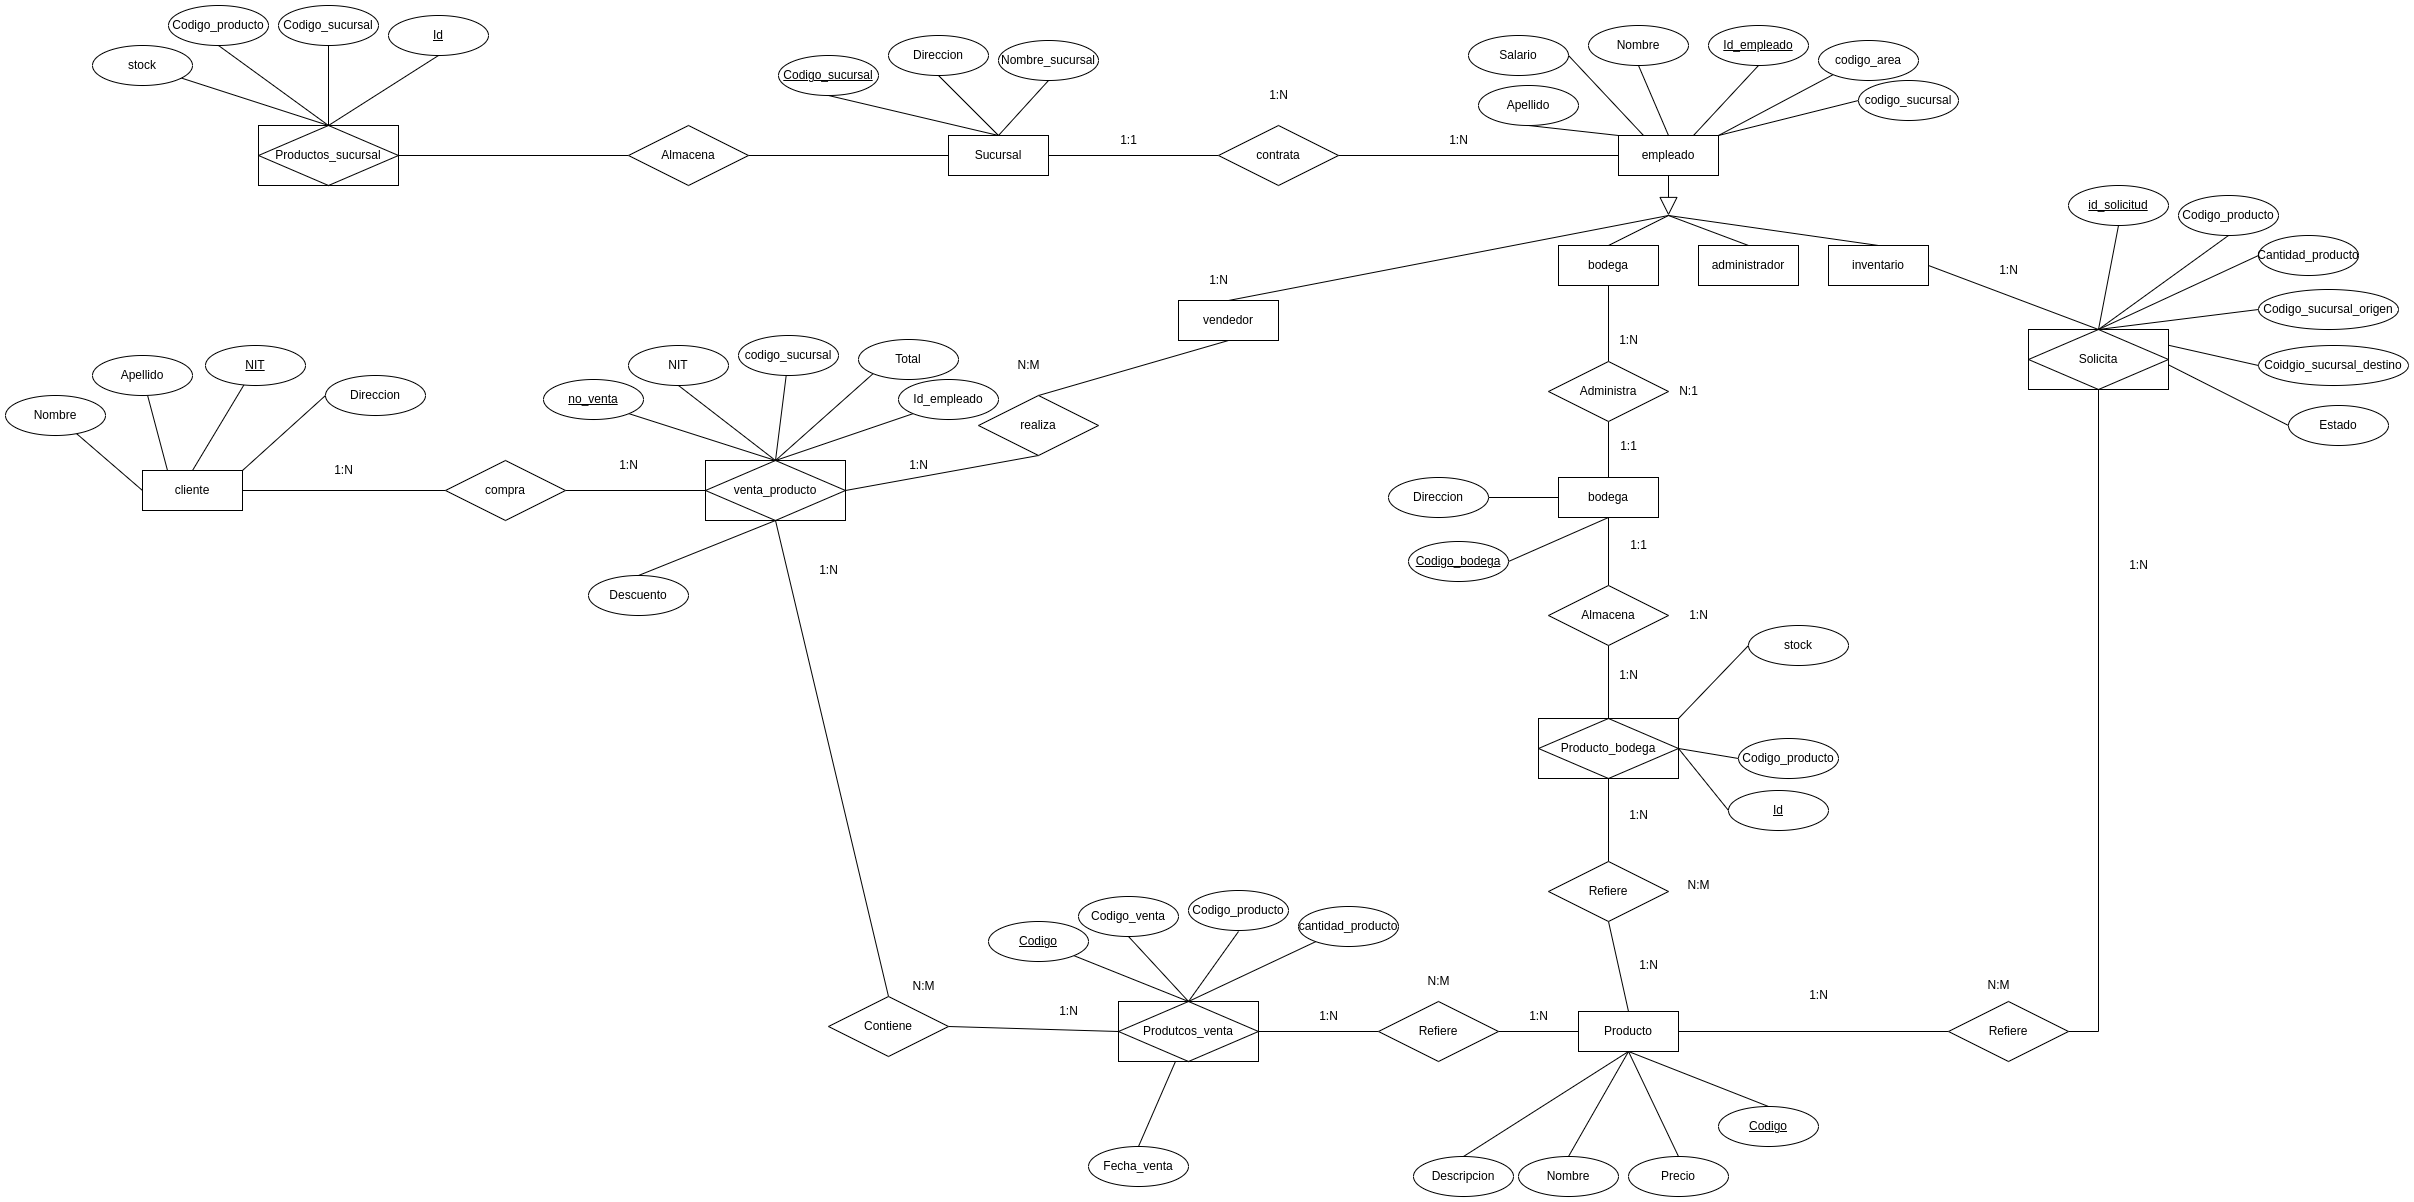 Codigo_producto
Codigo_sucursal
Id
stock
Productos_sucursal
Almacena
Codigo_sucursal
Direccion
Nombre_sucursal
Sucursal
1:1
1:N
contrata
1:N
Salario
Nombre
Id_empleado
codigo_area
codigo_sucursal
Apellido
empleado
bodega
administrador
inventario
1:N
id_solicitud
Codigo_producto
Cantidad_producto
Codigo_sucursal_origen
Coidgio_sucursal_destino
Estado
Solicita
1:N
vendedor
N:M
realiza
1:N
Nombre
Apellido
NIT
Direccion
cliente
1:N
compra
1:N
no_venta
NIT
codigo_sucursal
Total
Id_empleado
venta_producto
Descuento
1:N
1:N
Administra
N:1
1:1
Direccion
bodega
Codigo_bodega
1:1
Almacena
1:N
1:N
stock
Producto_bodega
Codigo_producto
Id
1:N
Refiere
N:M
1:N
1:N
N:M
Contiene
1:N
Codigo
Codigo_venta
Codigo_producto
cantidad_producto
Produtcos_venta
Fecha_venta
1:N
N:M
Refiere
1:N
Producto
1:N
N:M
Refiere
Codigo
Descripcion
Nombre
Precio